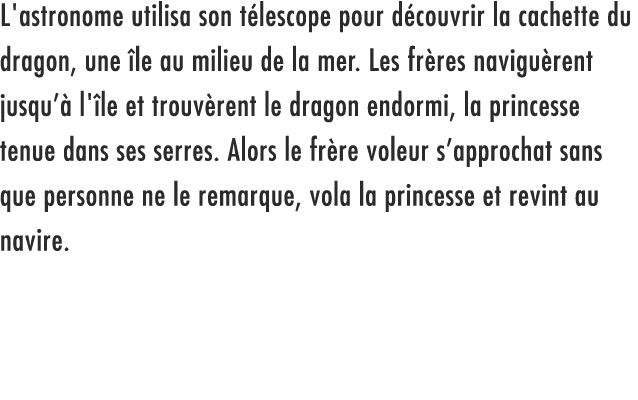 L'astronome utilisa son télescope pour découvrir la cachette du
dragon, une île au milieu de la mer. Les frères naviguèrent
jusqu’à l'île et trouvèrent le dragon endormi, la princesse
tenue dans ses serres. Alors le frère voleur s’approchat sans
que personne ne le remarque, vola la princesse et revint au
navire.